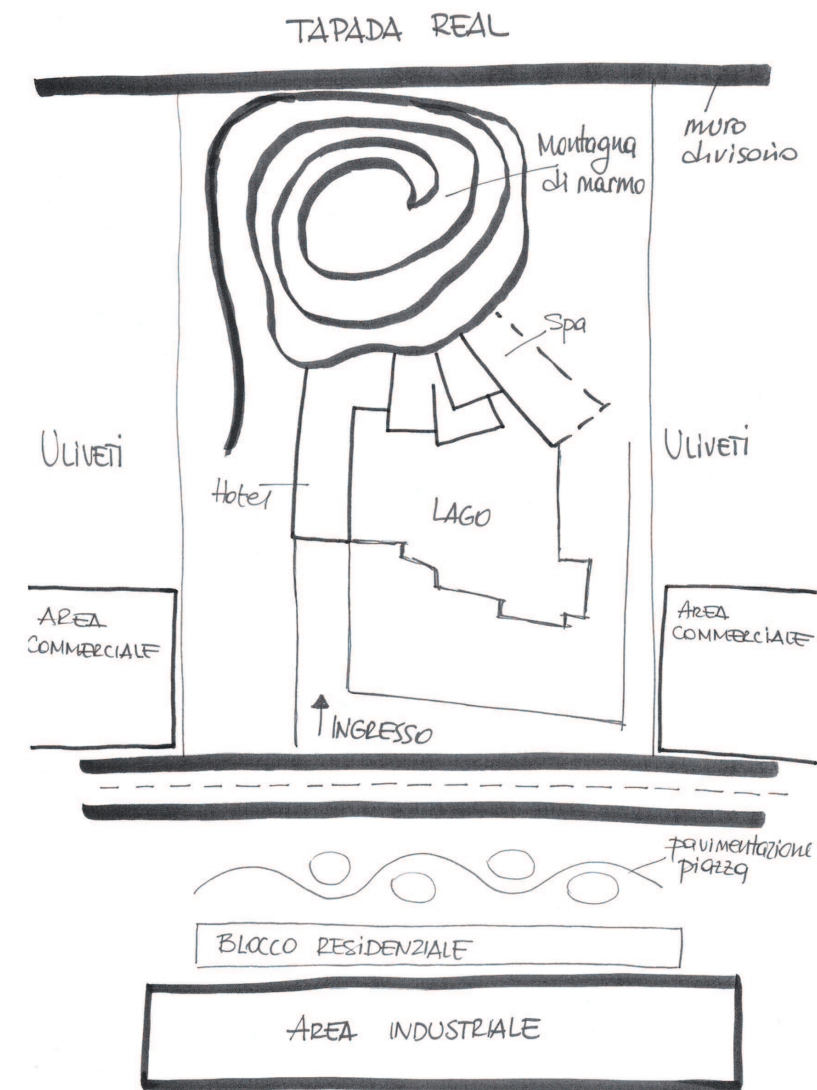 TAPADA REAL
muro
divisorio
Montagna
di marmo
Spa
ULIVETI
ULIVETI
Hotel
LAGO
AREA
COMMERCIALE
AREA
COMMERCIALE
INGRESSO
pavimentazione
piazza
BLOCCO RESIDENZIALE
AREA INDUSTRIALE